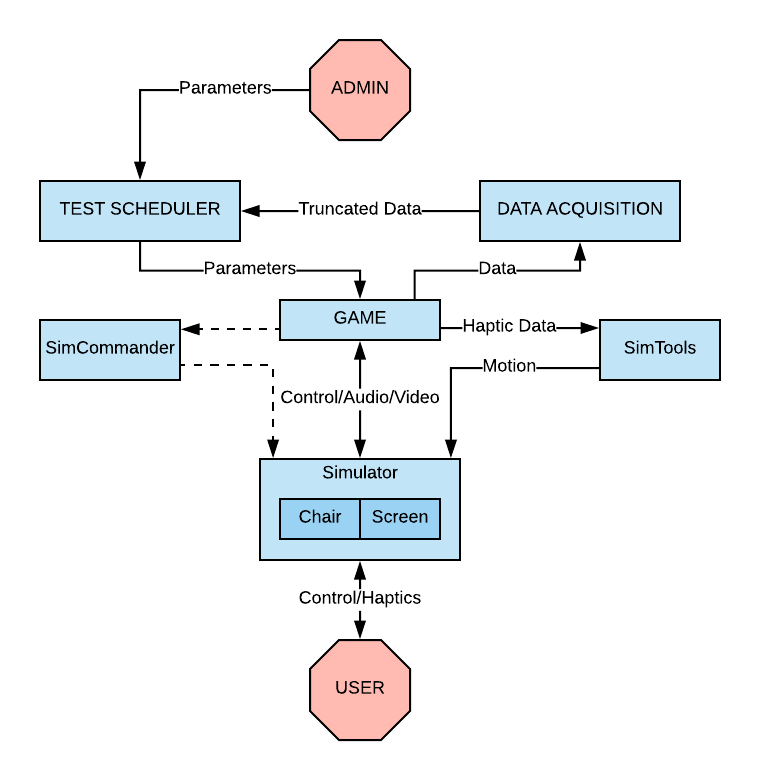 ADMIN
Parameters
TEST SCHEDULER
Truncated Data
DATA ACQUISITION
Parameters
Data
GAME
Haptic Data
SimCommander
SimTools
Motion
Control/Audio/Video
Simulator
Chair
Screen
Control/Haptics
USER